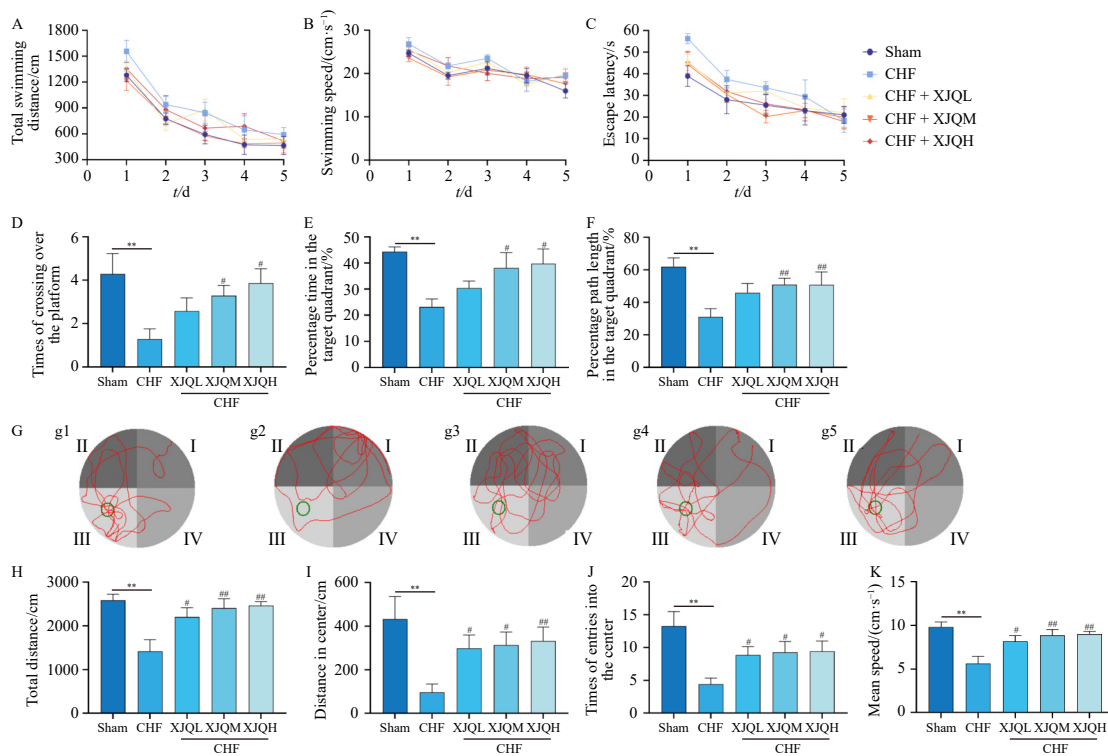 A
Total swimming
distance/cm
1800
1500
1200
900
600
300
0
1
2
3
4
5
t/d
B
Swimming speed/(cm·s⁻¹)
40
30
20
10
0
0
1
2
3
4
5
t/d
C
Escape latency/s
60
50
40
30
20
10
0
0
1
2
3
4
5
t/d
Sham
CHF
CHF + XJQL
CHF + XJQM
CHF + XJQH
D
Times of crossing over
the platform
6
4
2
0
**
#
#
Sham
CHF
XJQL
XJQM
XJQH
CHF
E
Percentage time in the
target quadrant/%
50
40
30
20
10
0
**
#
#
Sham
CHF
XJQL
XJQM
XJQH
CHF
F
Percentage path length
in the target quadrant/%
80
60
40
20
0
**
##
##
Sham
CHF
XJQL
XJQM
XJQH
CHF
G
g1
II
I
III
IV
g2
II
I
III
IV
g3
II
I
III
IV
g4
II
I
III
IV
g5
II
I
III
IV
H
Total distance/cm
3000
2000
1000
0
**
#
##
##
Sham
CHF
XJQL
XJQM
XJQH
CHF
I
Distance in center/cm
600
400
200
0
**
#
#
##
Sham
CHF
XJQL
XJQM
XJQH
CHF
J
Times of entries into
the center
20
15
10
5
0
**
#
#
#
Sham
CHF
XJQL
XJQM
XJQH
CHF
K
Mean speed/(cm·s⁻¹)
15
10
5
0
**
#
##
##
Sham
CHF
XJQL
XJQM
XJQH
CHF